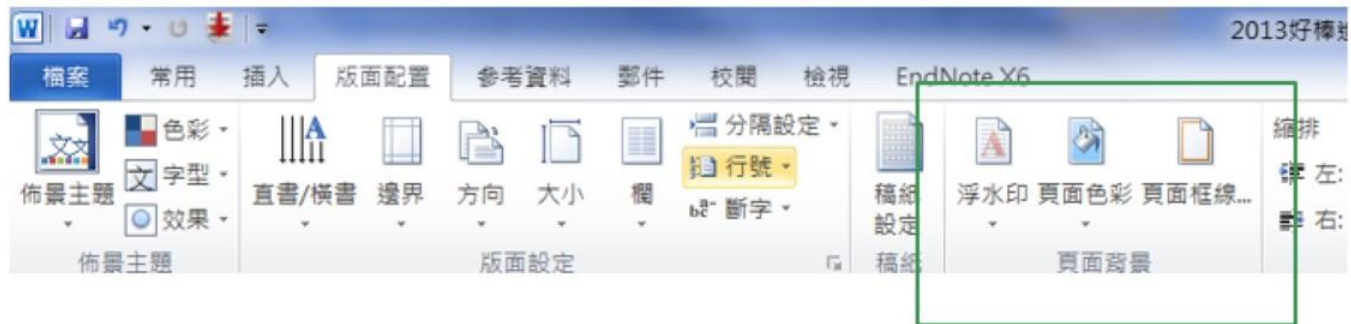 W 2013好棒
檔案 常用 插入 版面配置 參考資料 郵件 校閱 檢視 EndNote X6
色彩 分隔設定 縮排
字型 行號 左:
佈景主題 直書/橫書 邊界 方向 大小 欄 稿紙設定 浮水印 頁面色彩 頁面框線...
效果 bc 斷字 右:
佈景主題 版面設定 稿紙 頁面背景